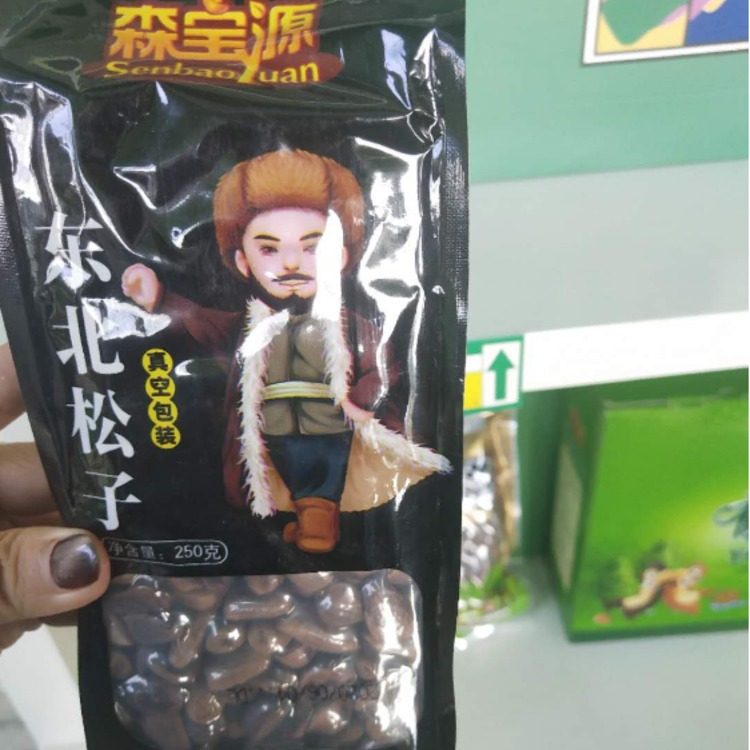 森宝源
SenbaoYuan
东北松子
真空包装
净含量：250克